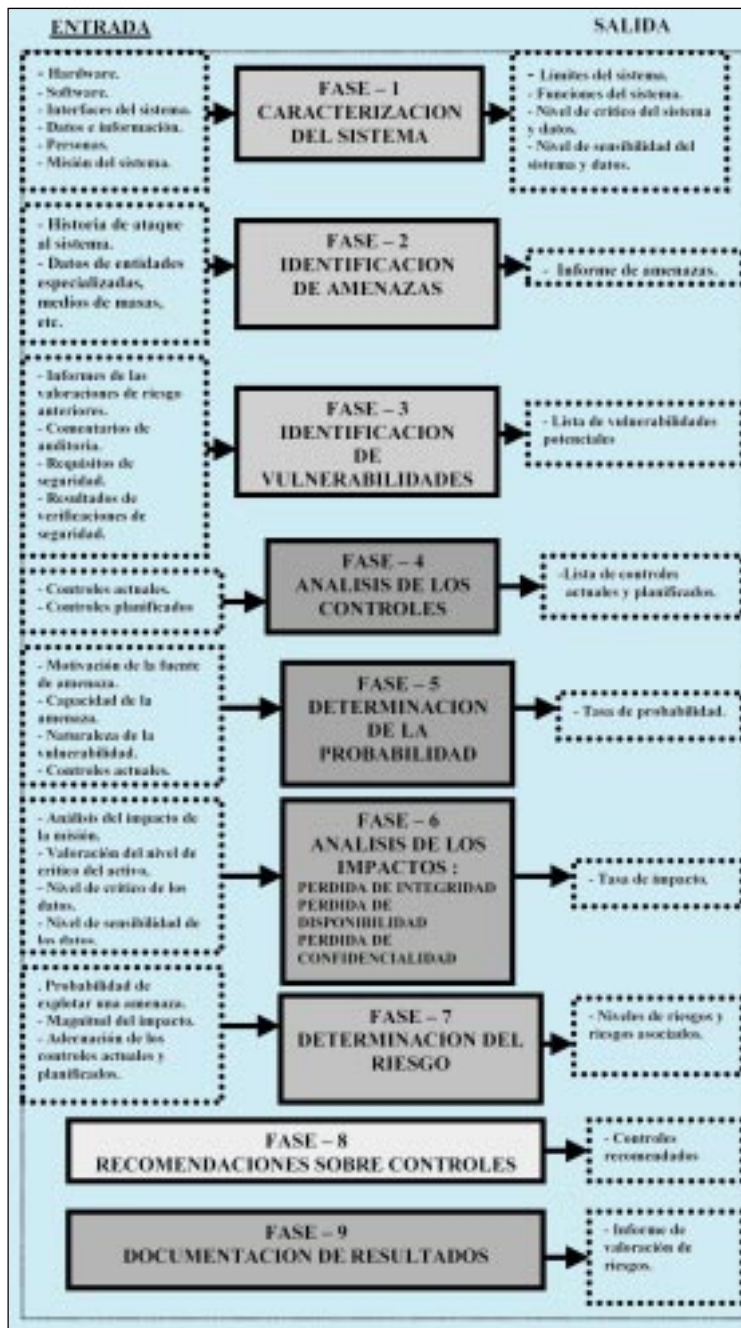 ENTRADA
SALIDA
- Hardware.
- Software.
- Interfaces del sistema.
- Datos e información.
- Personas.
- Misión del sistema.
FASE – 1
CARACTERIZACION
DEL SISTEMA
- Límites del sistema.
- Funciones del sistema.
- Nivel de crítico del sistema
y datos.
- Nivel de sensibilidad del
sistema y datos.
- Historia de ataque
al sistema.
- Datos de entidades
especializadas,
medios de masas,
etc.
FASE – 2
IDENTIFICACION
DE AMENAZAS
- Informe de amenazas.
- Informes de las
valoraciones de riesgo
anteriores.
- Comentarios de
auditoría.
- Requisitos de
seguridad.
- Resultados de
verificaciones de
seguridad.
FASE – 3
IDENTIFICACION
DE
VULNERABILIDADES
- Lista de vulnerabilidades
potenciales
- Controles actuales.
- Controles planificados
FASE – 4
ANALISIS DE LOS
CONTROLES
-Lista de controles
actuales y planificados.
- Motivación de la fuente
de amenaza.
- Capacidad de la
amenaza.
- Naturaleza de la
vulnerabilidad.
- Controles actuales.
FASE – 5
DETERMINACION
DE LA
PROBABILIDAD
- Tasa de probabilidad.
- Análisis del impacto de
la misión.
- Valoración del nivel de
crítico del activo.
- Nivel de crítico de los
datos.
- Nivel de sensibilidad de
los datos.
FASE – 6
ANALISIS DE LOS
IMPACTOS :
PERDIDA DE INTEGRIDAD
PERDIDA DE
DISPONIBILIDAD
PERDIDA DE
CONFIDENCIALIDAD
- Tasa de impacto.
. Probabilidad de
explotar una amenaza.
- Magnitud del impacto.
- Adecuación de los
controles actuales y
planificados.
FASE – 7
DETERMINACION DEL
RIESGO
- Niveles de riesgos y
riesgos asociados.
FASE – 8
RECOMENDACIONES SOBRE CONTROLES
- Controles
recomendados
FASE – 9
DOCUMENTACION DE RESULTADOS
- Informe de
valoración de
riesgos.